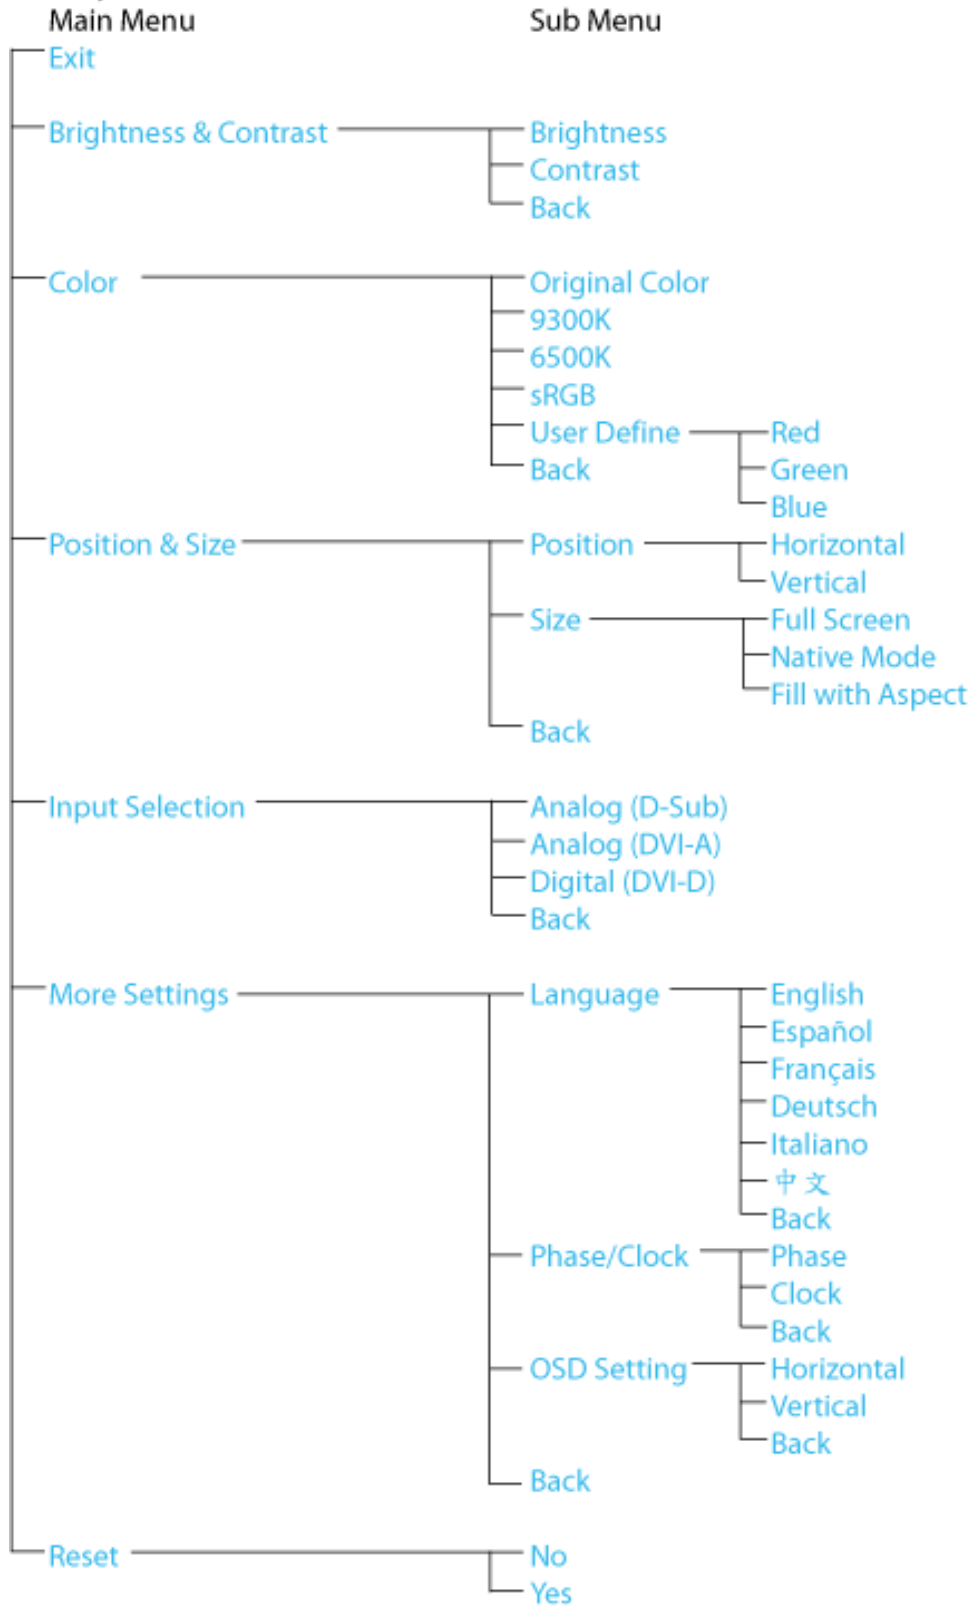 Main Menu Sub Menu
Exit
Brightness & Contrast Brightness
Contrast
Back
Color Original Color
9300K
6500K
sRGB
User Define Red
Back Green
Blue
Position & Size Position Horizontal
Vertical
Size Full Screen
Native Mode
Fill with Aspect
Back
Input Selection Analog (D-Sub)
Analog (DVI-A)
Digital (DVI-D)
Back
More Settings Language English
Español
Français
Deutsch
Italiano
中文
Back
Phase/Clock Phase
Clock
Back
OSD Setting Horizontal
Vertical
Back
Back
Reset No
Yes